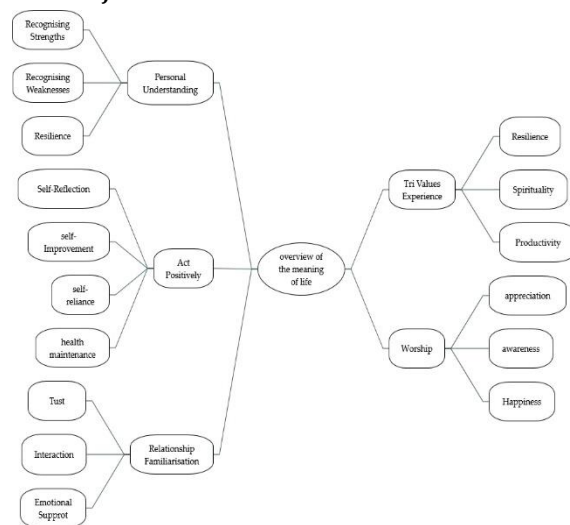 Recognising
Strengths
Recognising
Weaknesses
Resilience
Personal
Understanding
Self-Reflection
self-
Improvement
self-
reliance
health
maintenance
Act
Positively
Tust
Interaction
Emotional
Supprot
Relationship
Familiarisation
overview of
the meaning
of life
Tri Values
Experience
Resilience
Spirituality
Productivity
Worship
appreciation
awareness
Happiness